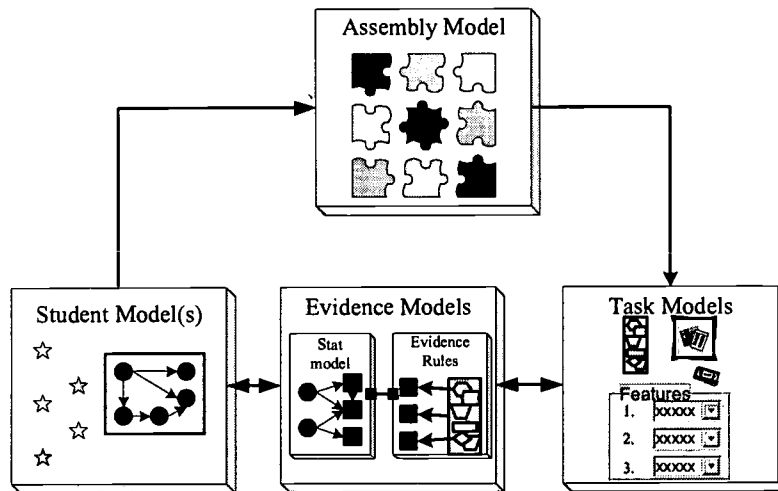 Assembly Model
Student Model(s)
Evidence Models
Stat
model
Evidence
Rules
Task Models
Features
1. xxxxx
2. xxxxx
3. xxxxx